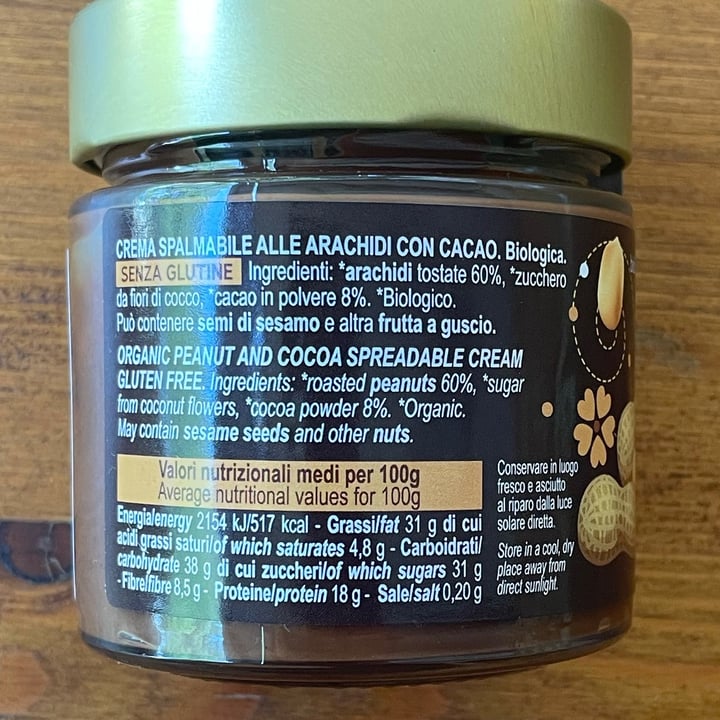 CREMA SPALMABILE ALLE ARACHIDI CON CACAO. Biologica.
SENZA GLUTINE Ingredienti: *arachidi tostate 60%, *zucchero
da fiori di cocco, *cacao in polvere 8%. *Biologico.
Può contenere semi di sesamo e altra frutta a guscio.
ORGANIC PEANUT AND COCOA SPREADABLE CREAM
GLUTEN FREE. Ingredients: *roasted peanuts 60%, *sugar
from coconut flowers, *cocoa powder 8%. *Organic.
May contain sesame seeds and other nuts.
Valori nutrizionali medi per 100g
Average nutritional values for 100g
Energia/energy 2154 kJ/517 kcal - Grassi/fat 31 g di cui
acidi grassi saturi/of which saturates 4,8 g - Carboidrati/
carbohydrate 38 g di cui zuccheri/of which sugars 31 g
- Fibre/fibre 8,5 g - Proteine/protein 18 g - Sale/salt 0,20 g
Conservare in luogo
fresco e asciutto
al riparo dalla luce
solare diretta.
Store in a cool, dry
place away from
direct sunlight.